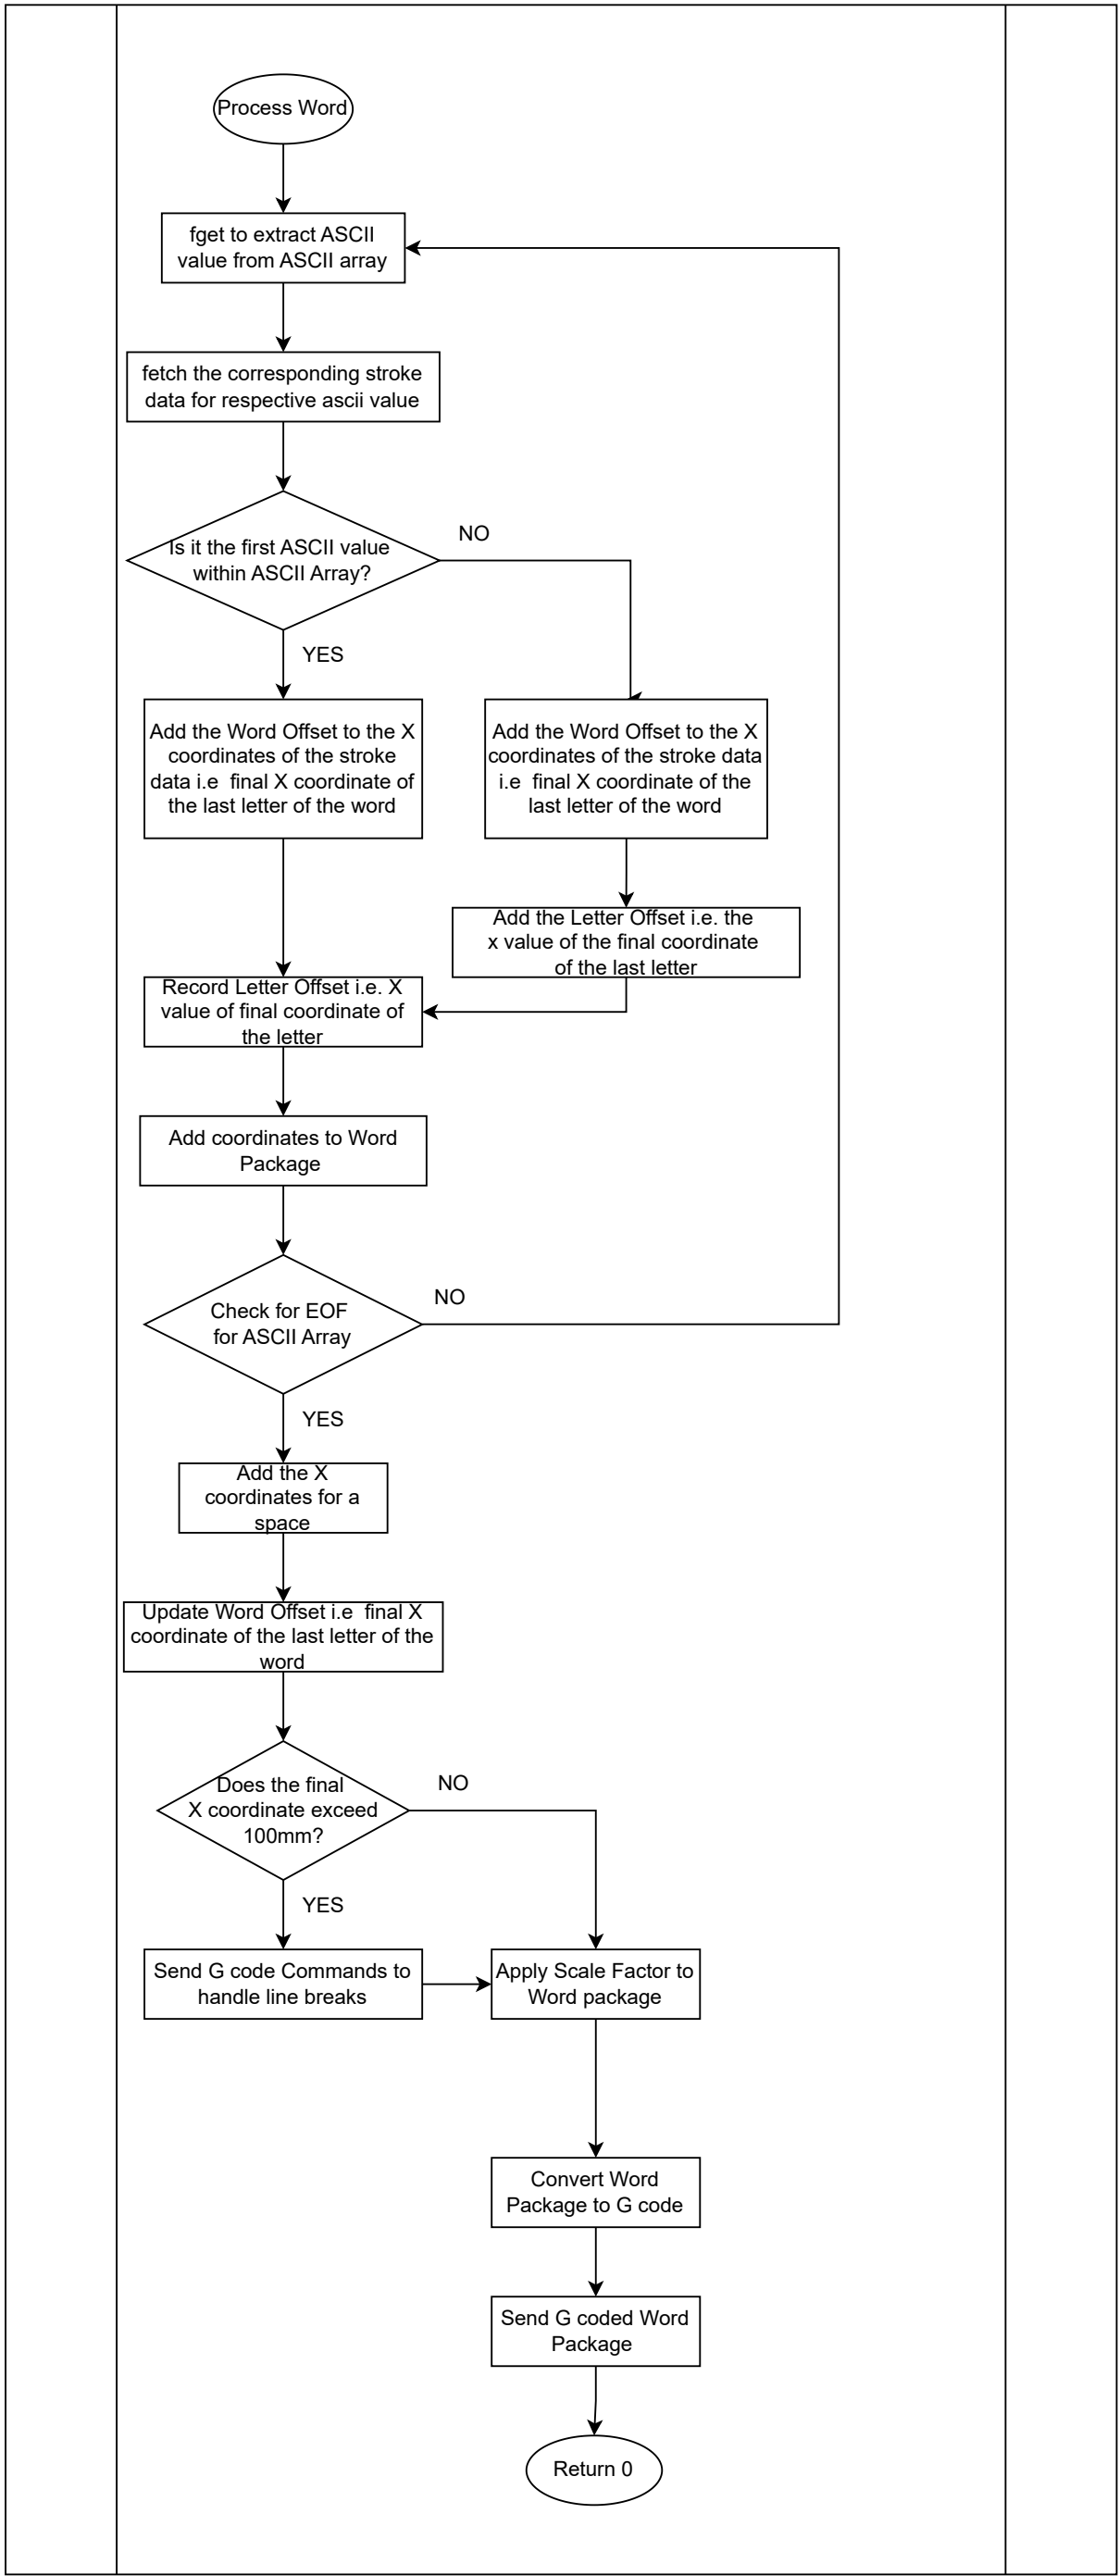 Process Word
fget to extract ASCII
value from ASCII array
fetch the corresponding stroke
data for respective ascii value
Is it the first ASCII value
within ASCII Array?
NO
YES
Add the Word Offset to the X
coordinates of the stroke
data i.e  final X coordinate of
the last letter of the word
Add the Word Offset to the X
coordinates of the stroke data
i.e  final X coordinate of the
last letter of the word
Add the Letter Offset i.e. the
x value of the final coordinate
of the last letter
Record Letter Offset i.e. X
value of final coordinate of
the letter
Add coordinates to Word
Package
Check for EOF
for ASCII Array
NO
YES
Add the X
coordinates for a
space
Update Word Offset i.e  final X
coordinate of the last letter of the
word
Does the final
X coordinate exceed
100mm?
NO
YES
Send G code Commands to
handle line breaks
Apply Scale Factor to
Word package
Convert Word
Package to G code
Send G coded Word
Package
Return 0